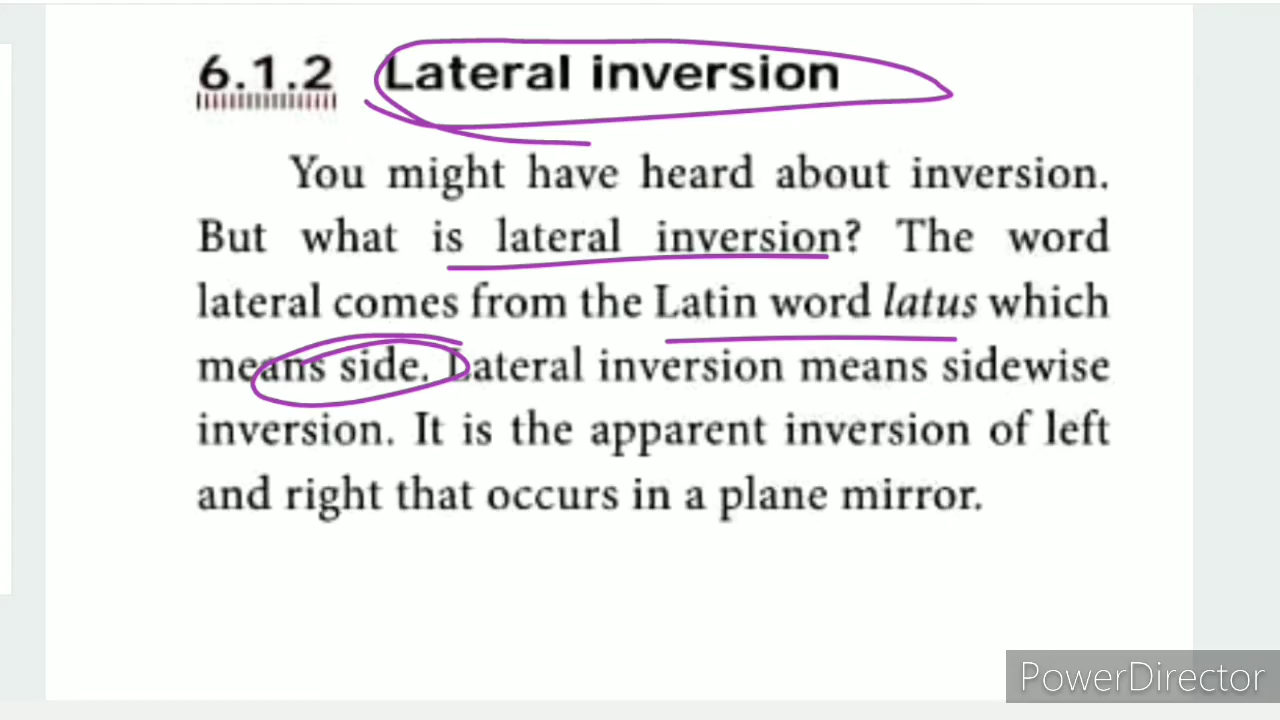 6.1.2 Lateral inversion
You might have heard about inversion.
But what is lateral inversion? The word
lateral comes from the Latin word latus which
means side. Lateral inversion means sidewise
inversion. It is the apparent inversion of left
and right that occurs in a plane mirror.
PowerDirector